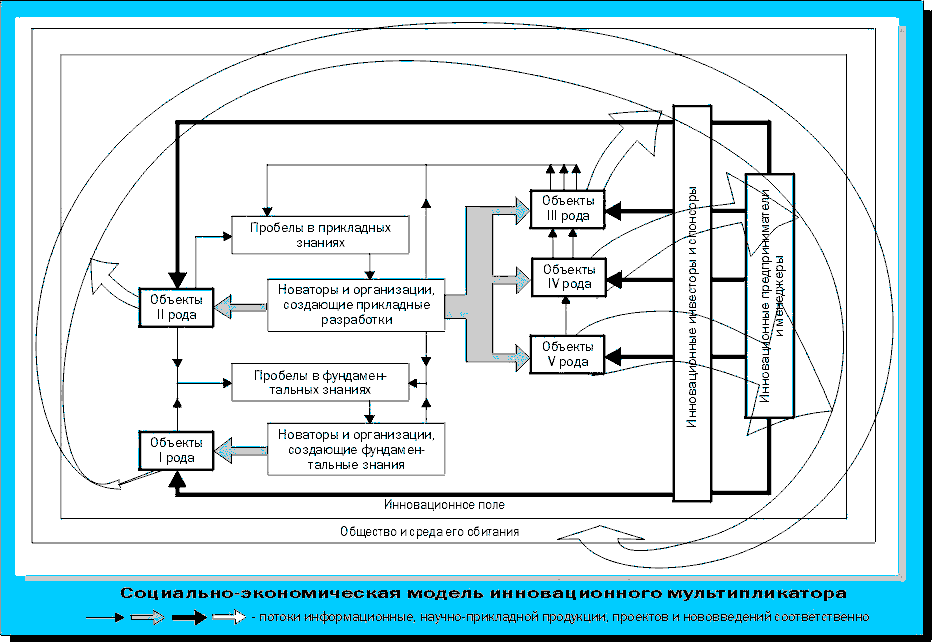 Объекты
III рода
Пробелы в прикладных
знаниях
Объекты
IV рода
Объекты
II рода
Новаторы и организации,
создающие прикладные
разработки
Объекты
V рода
Пробелы в фундамен-
тальных знаниях
Объекты
I рода
Новаторы и организации,
создающие фундамен-
тальные знания
Инновационные инвесторы и спонсоры
Инновационные предприниматели
и менеджеры
Инновационное поле
Общество и среда его обитания
Социально-экономическая модель инновационного мультипликатора
- потоки информационные, научно-прикладной продукции, проектов и нововведений соответственно